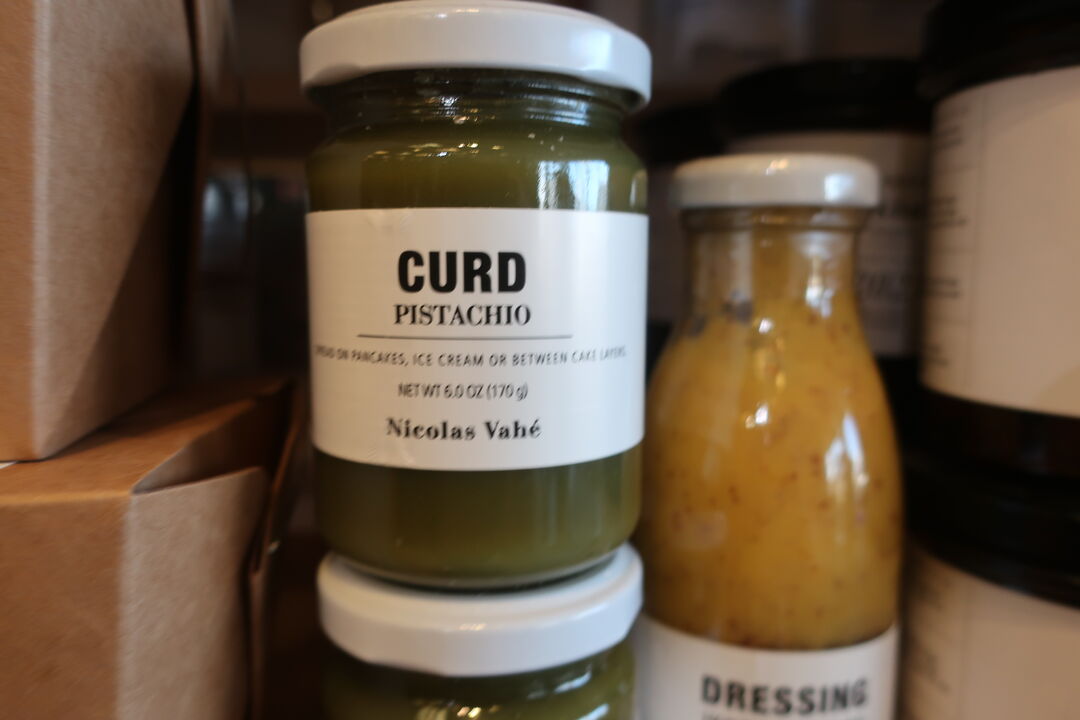 CURD
PISTACHIO
ON PANCAKES, ICE CREAM OR BETWEEN CAKE LAYERS
NET WT 6.0 OZ (170 g)
Nicolas Vahé
DRESSING